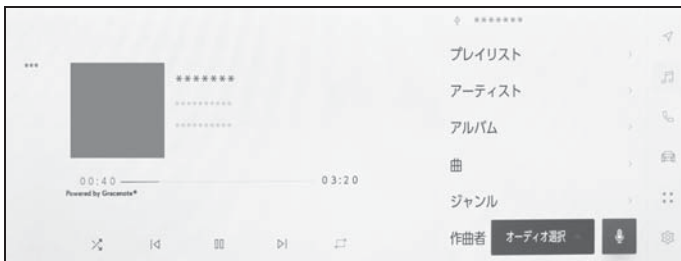 •••
*******
**********
**********
00:40
03:20
Powered by Gracenote®
*******
プレイリスト
アーティスト
アルバム
曲
ジャンル
作曲者
オーディオ選択